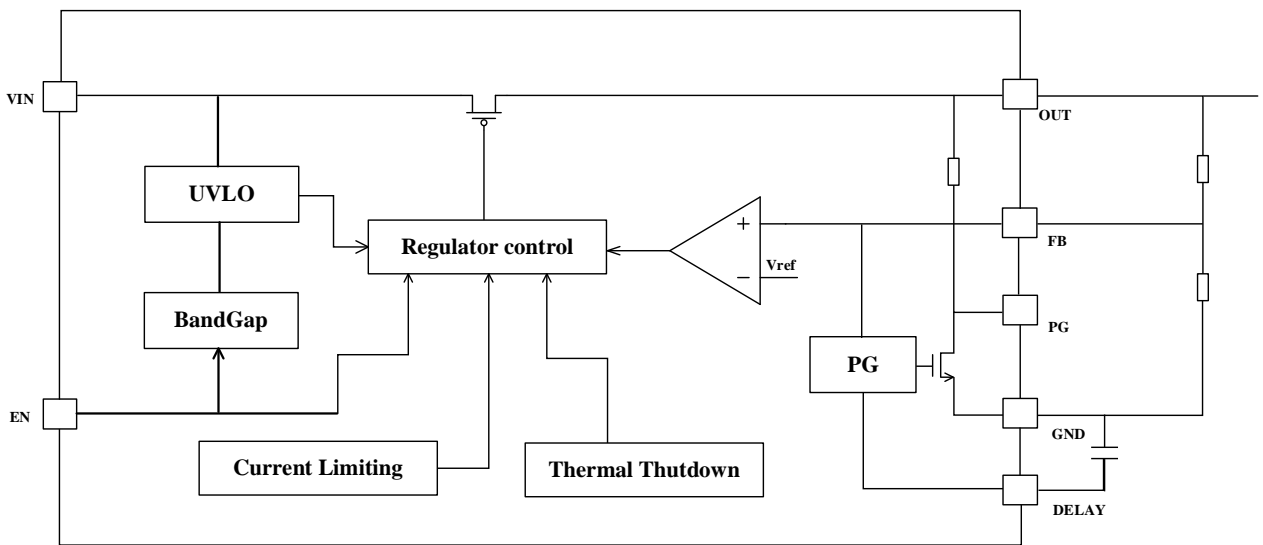 VIN
OUT
UVLO
Regulator control
+
−
Vref
FB
BandGap
PG
PG
EN
GND
Current Limiting
Thermal Thutdown
DELAY